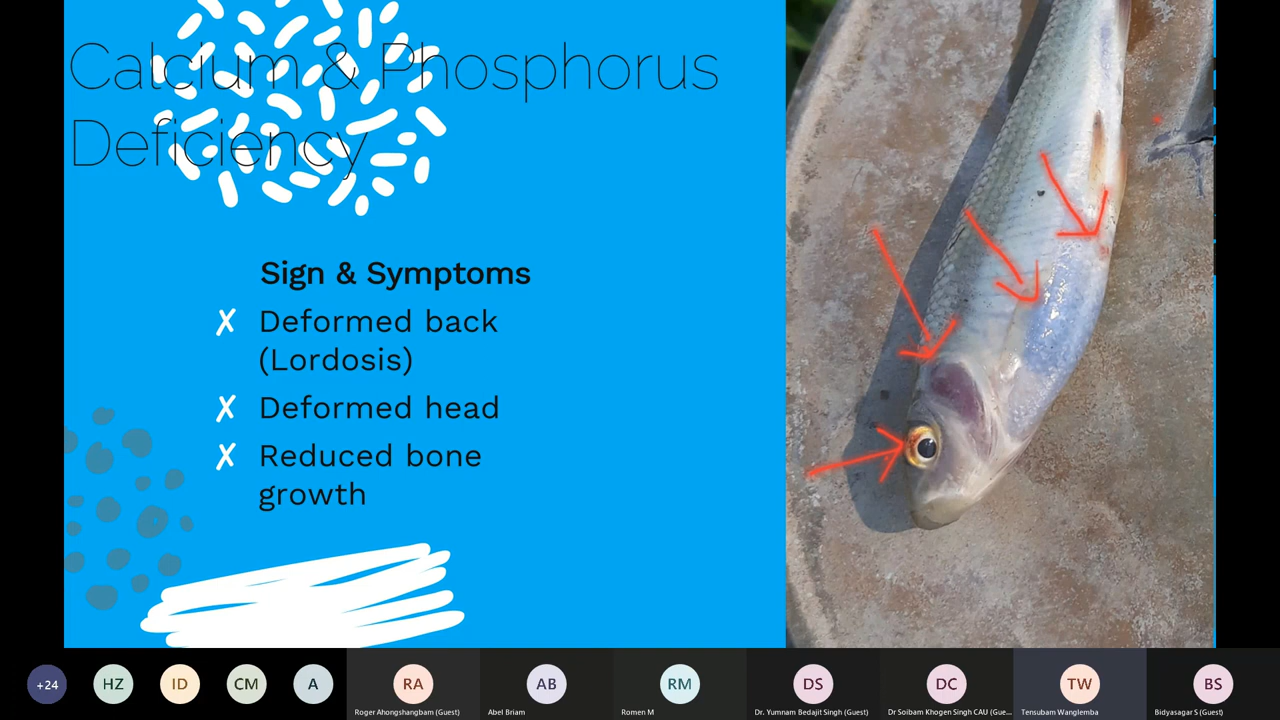 Calcium & Phosphorus
Deficiency
Sign & Symptoms
✗ Deformed back
(Lordosis)
✗ Deformed head
✗ Reduced bone
growth
+24
HZ
ID
CM
A
RA
AB
RM
DS
DC
TW
BS
Roger Ahongshangbam (Guest)
Abel Briam
Romen M
Dr. Yumnam Bedajit Singh (Guest)
Dr Soibam Khogen Singh CAU (Gue...
Tensubam Wanglemba
Bidyasagar S (Guest)